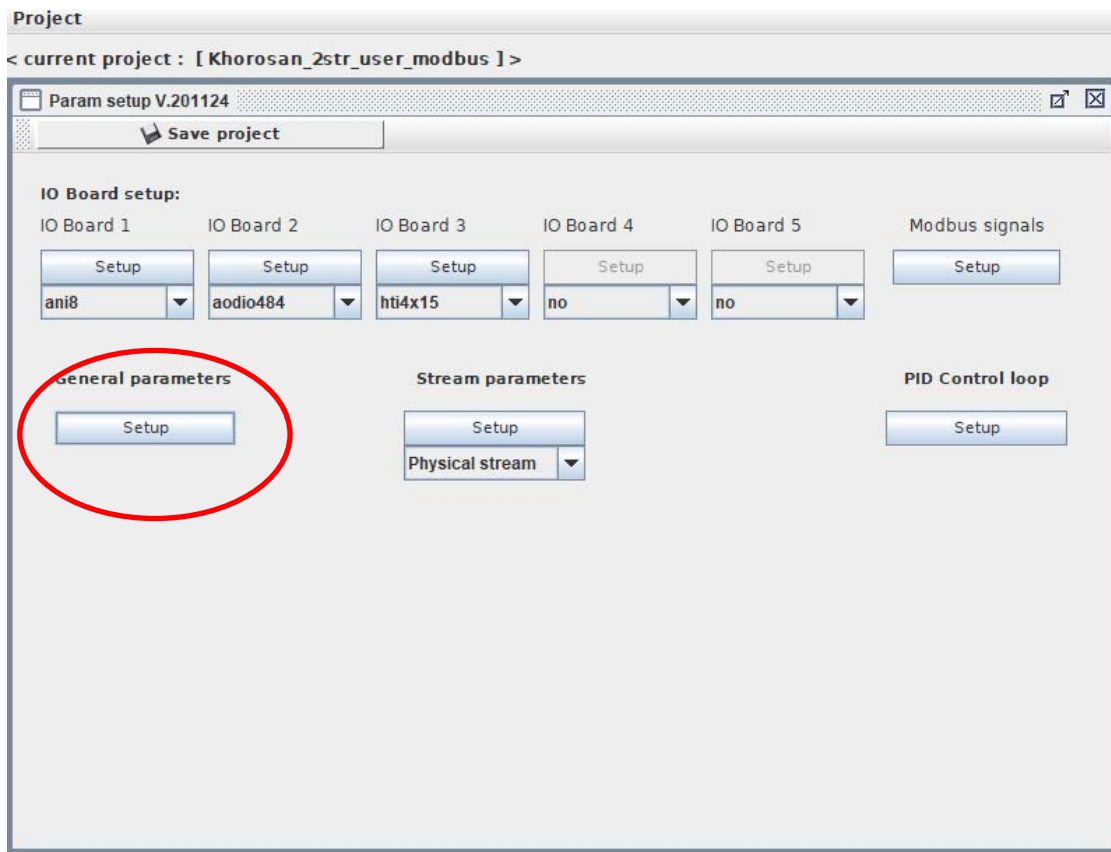 Project
< current project : [ Khorosan_2str_user_modbus ] >
Param setup V.201124
Save project
IO Board setup:
IO Board 1 IO Board 2 IO Board 3 IO Board 4 IO Board 5 Modbus signals
Setup Setup Setup Setup Setup Setup
ani8 aodio484 hti4x15 no no
General parameters Stream parameters PID Control loop
Setup Setup Setup
Physical stream